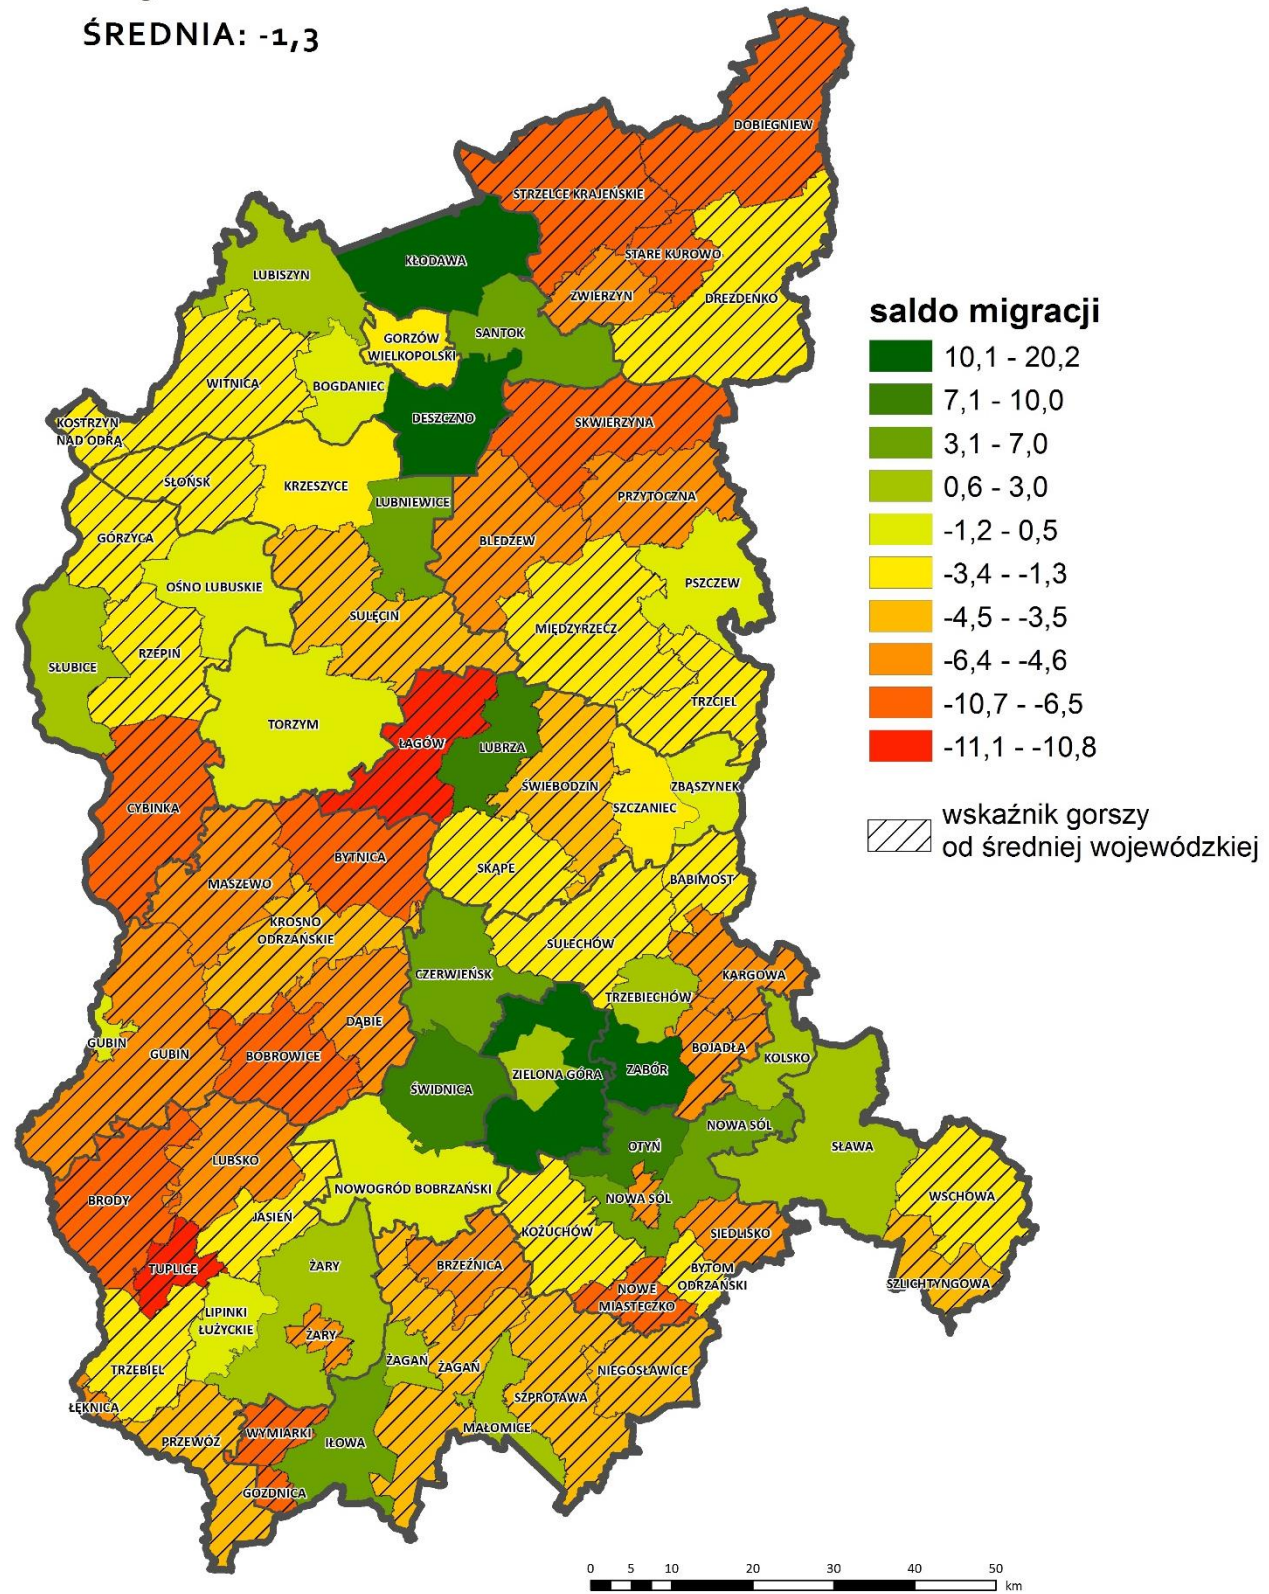 ŚREDNIA: -1,3
DOBIEGNIEW
STRZELCE KRAJEŃSKIE
STARE KUROWO
KŁODAWA
LUBISZYN
ZWIERZYN
DREZDENKO
SANTOK
GORZÓW
WIELKOPOLSKI
WITNICA
BOGDANIEC
DESZCZNO
SKWIERZYNA
KOSTRZYN
NAD ODRĄ
SŁOŃSK
KRZESZYCE
LUBNIEWICE
PRZYTOCZNA
GÓRZYCA
BLEDZEW
OŚNO LUBUSKIE
PSZCZEW
SULĘCIN
MIĘDZYRZECZ
RZEPIN
SŁUBICE
TRZCIEL
TORZYM
ŁAGÓW
LUBRZA
ŚWIEBODZIN
ZBĄSZYNEK
SZCZANIEC
CYBINKA
BYTNICA
SKĄPE
BABIMOST
MASZEWO
KROSNO
ODRZAŃSKIE
SULECHÓW
CZERWIEŃSK
KARGOWA
TRZEBIECHÓW
DĄBIE
GUBIN
GUBIN
BOBROWICE
BOJADŁA
KOLSKO
ZIELONA GÓRA
ZABÓR
ŚWIDNICA
NOWA SÓL
OTYŃ
SŁAWA
LUBSKO
NOWOGRÓD BOBRZAŃSKI
BRODY
NOWA SÓL
WSCHOWA
JASIEŃ
KOŻUCHÓW
SIEDLISKO
TUPLICE
ŻARY
BRZEŹNICA
BYTOM
ODRZAŃSKI
SZLICHTYNGOWA
NOWE
MIASTECZKO
LIPINKI
ŁUŻYCKIE
ŻARY
ŻAGAŃ
ŻAGAŃ
TRZEBIEL
NIEGOSŁAWICE
SZPROTAWA
ŁĘKNICA
MAŁOMICE
PRZEWÓZ
WYMIARKI
IŁOWA
GOZDNICA
saldo migracji
10,1 - 20,2
7,1 - 10,0
3,1 - 7,0
0,6 - 3,0
-1,2 - 0,5
-3,4 - -1,3
-4,5 - -3,5
-6,4 - -4,6
-10,7 - -6,5
-11,1 - -10,8
wskaźnik gorszy
od średniej wojewódzkiej
0 5 10 20 30 40 50
km